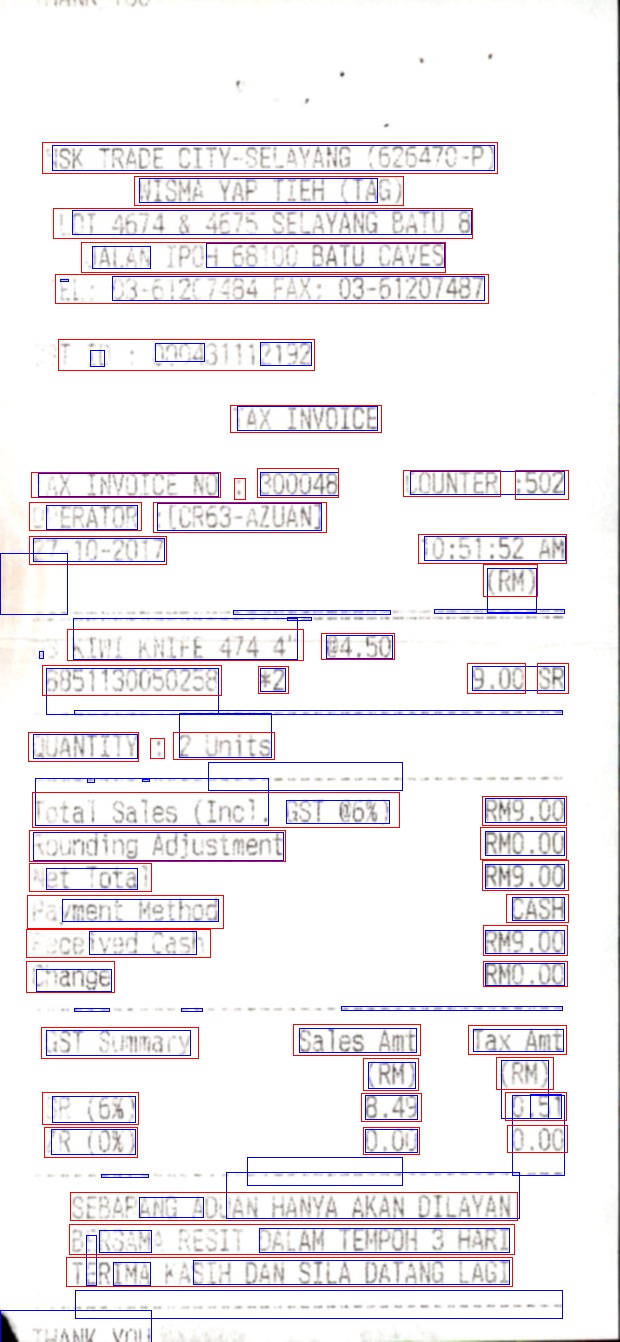 THANK YOU
NSK TRADE CITY-SELAYANG (626470-P)
WISMA YAP TIEH (TAG)
LOT 4674 & 4675 SELAYANG BATU 8
JALAN IPOH 68100 BATU CAVES
TEL: 03-61207484 FAX: 03-61207487
GST ID : 000431112192
TAX INVOICE
TAX INVOICE NO : 300048 COUNTER :502
OPERATOR :[CR63-AZUAN]
27-10-2017 10:51:52 AM
(RM)
KIWI KNIFE 474 4" @4.50
6851130050258 *2 9.00 SR
QUANTITY : 2 Units
Total Sales (Incl. GST @6%) RM9.00
Rounding Adjustment RM0.00
Net Total RM9.00
Payment Method CASH
Received Cash RM9.00
Change RM0.00
GST Summary Sales Amt Tax Amt
(RM) (RM)
SR (6%) 8.49 0.51
ZR (0%) 0.00 0.00
SEBARANG ADUAN HANYA AKAN DILAYAN
BERSAMA RESIT DALAM TEMPOH 3 HARI
TERIMA KASIH DAN SILA DATANG LAGI
THANK YOU